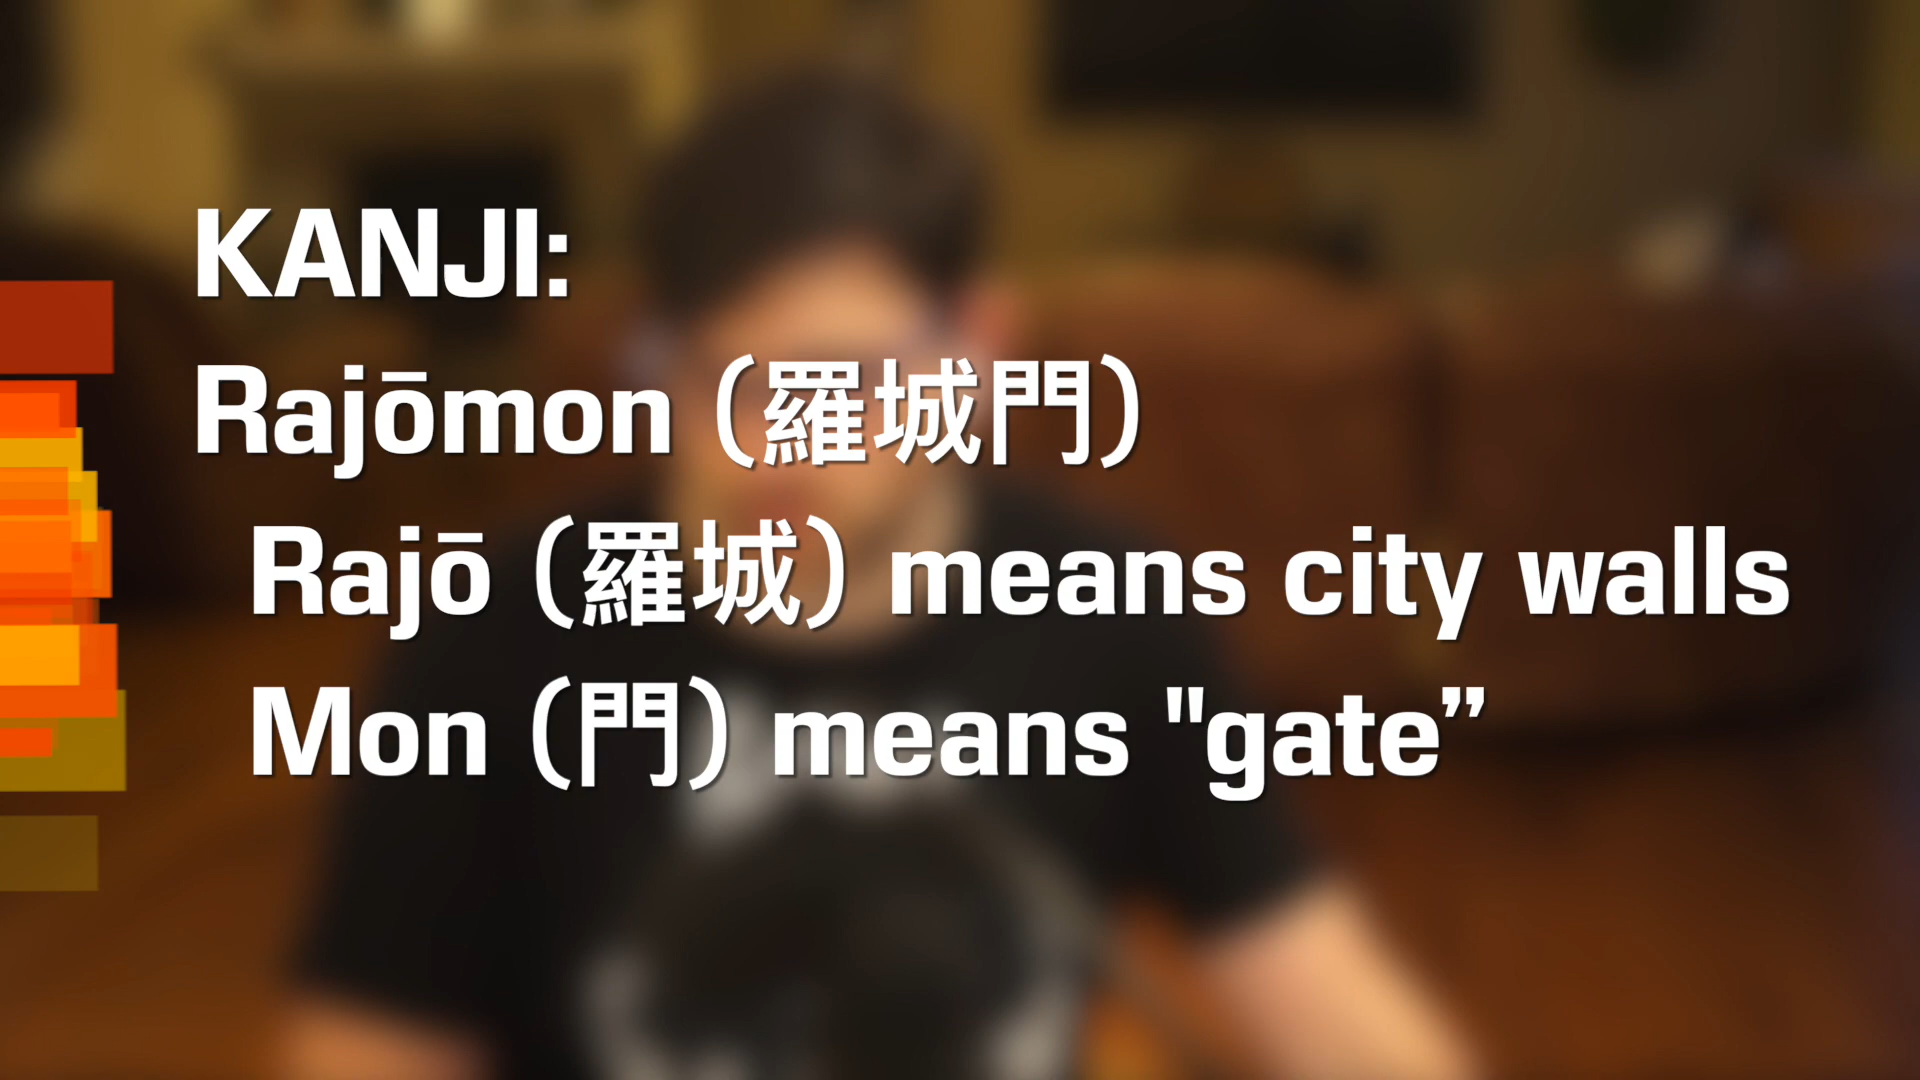 KANJI:
Rajōmon (羅城門)
Rajō (羅城) means city walls
Mon (門) means "gate”